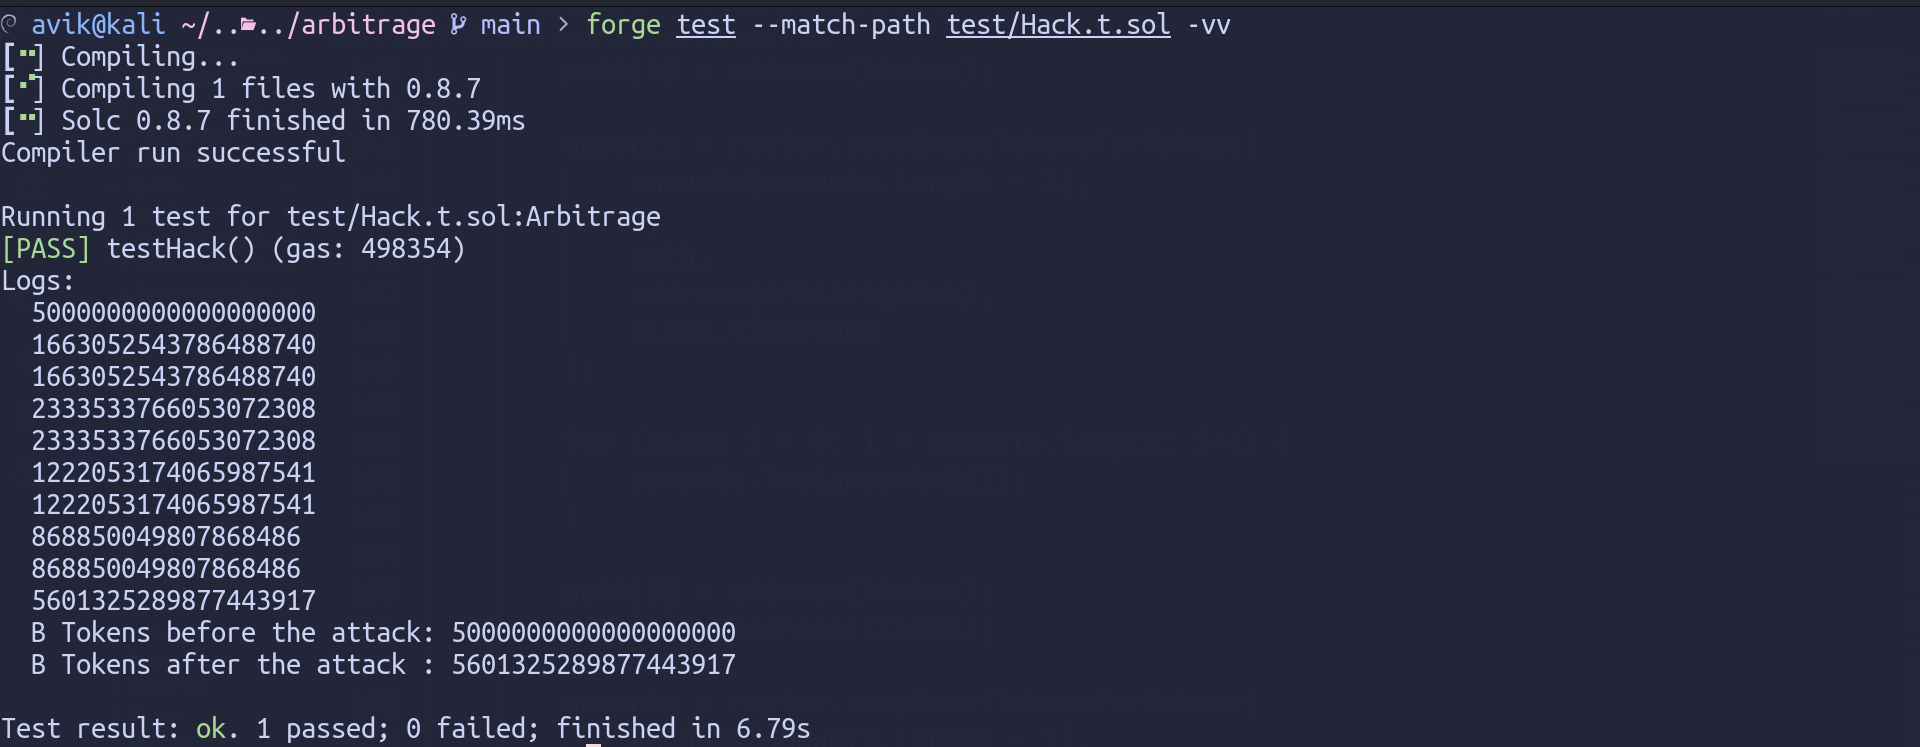 avik@kali ~/..../arbitrage main > forge test --match-path test/Hack.t.sol -vv
[⠒] Compiling...
[⠊] Compiling 1 files with 0.8.7
[⠒] Solc 0.8.7 finished in 780.39ms
Compiler run successful
Running 1 test for test/Hack.t.sol:Arbitrage
[PASS] testHack() (gas: 498354)
Logs:
5000000000000000000
1663052543786488740
1663052543786488740
2333533766053072308
2333533766053072308
1222053174065987541
1222053174065987541
868850049807868486
868850049807868486
5601325289877443917
B Tokens before the attack: 5000000000000000000
B Tokens after the attack : 5601325289877443917
Test result: ok. 1 passed; 0 failed; finished in 6.79s